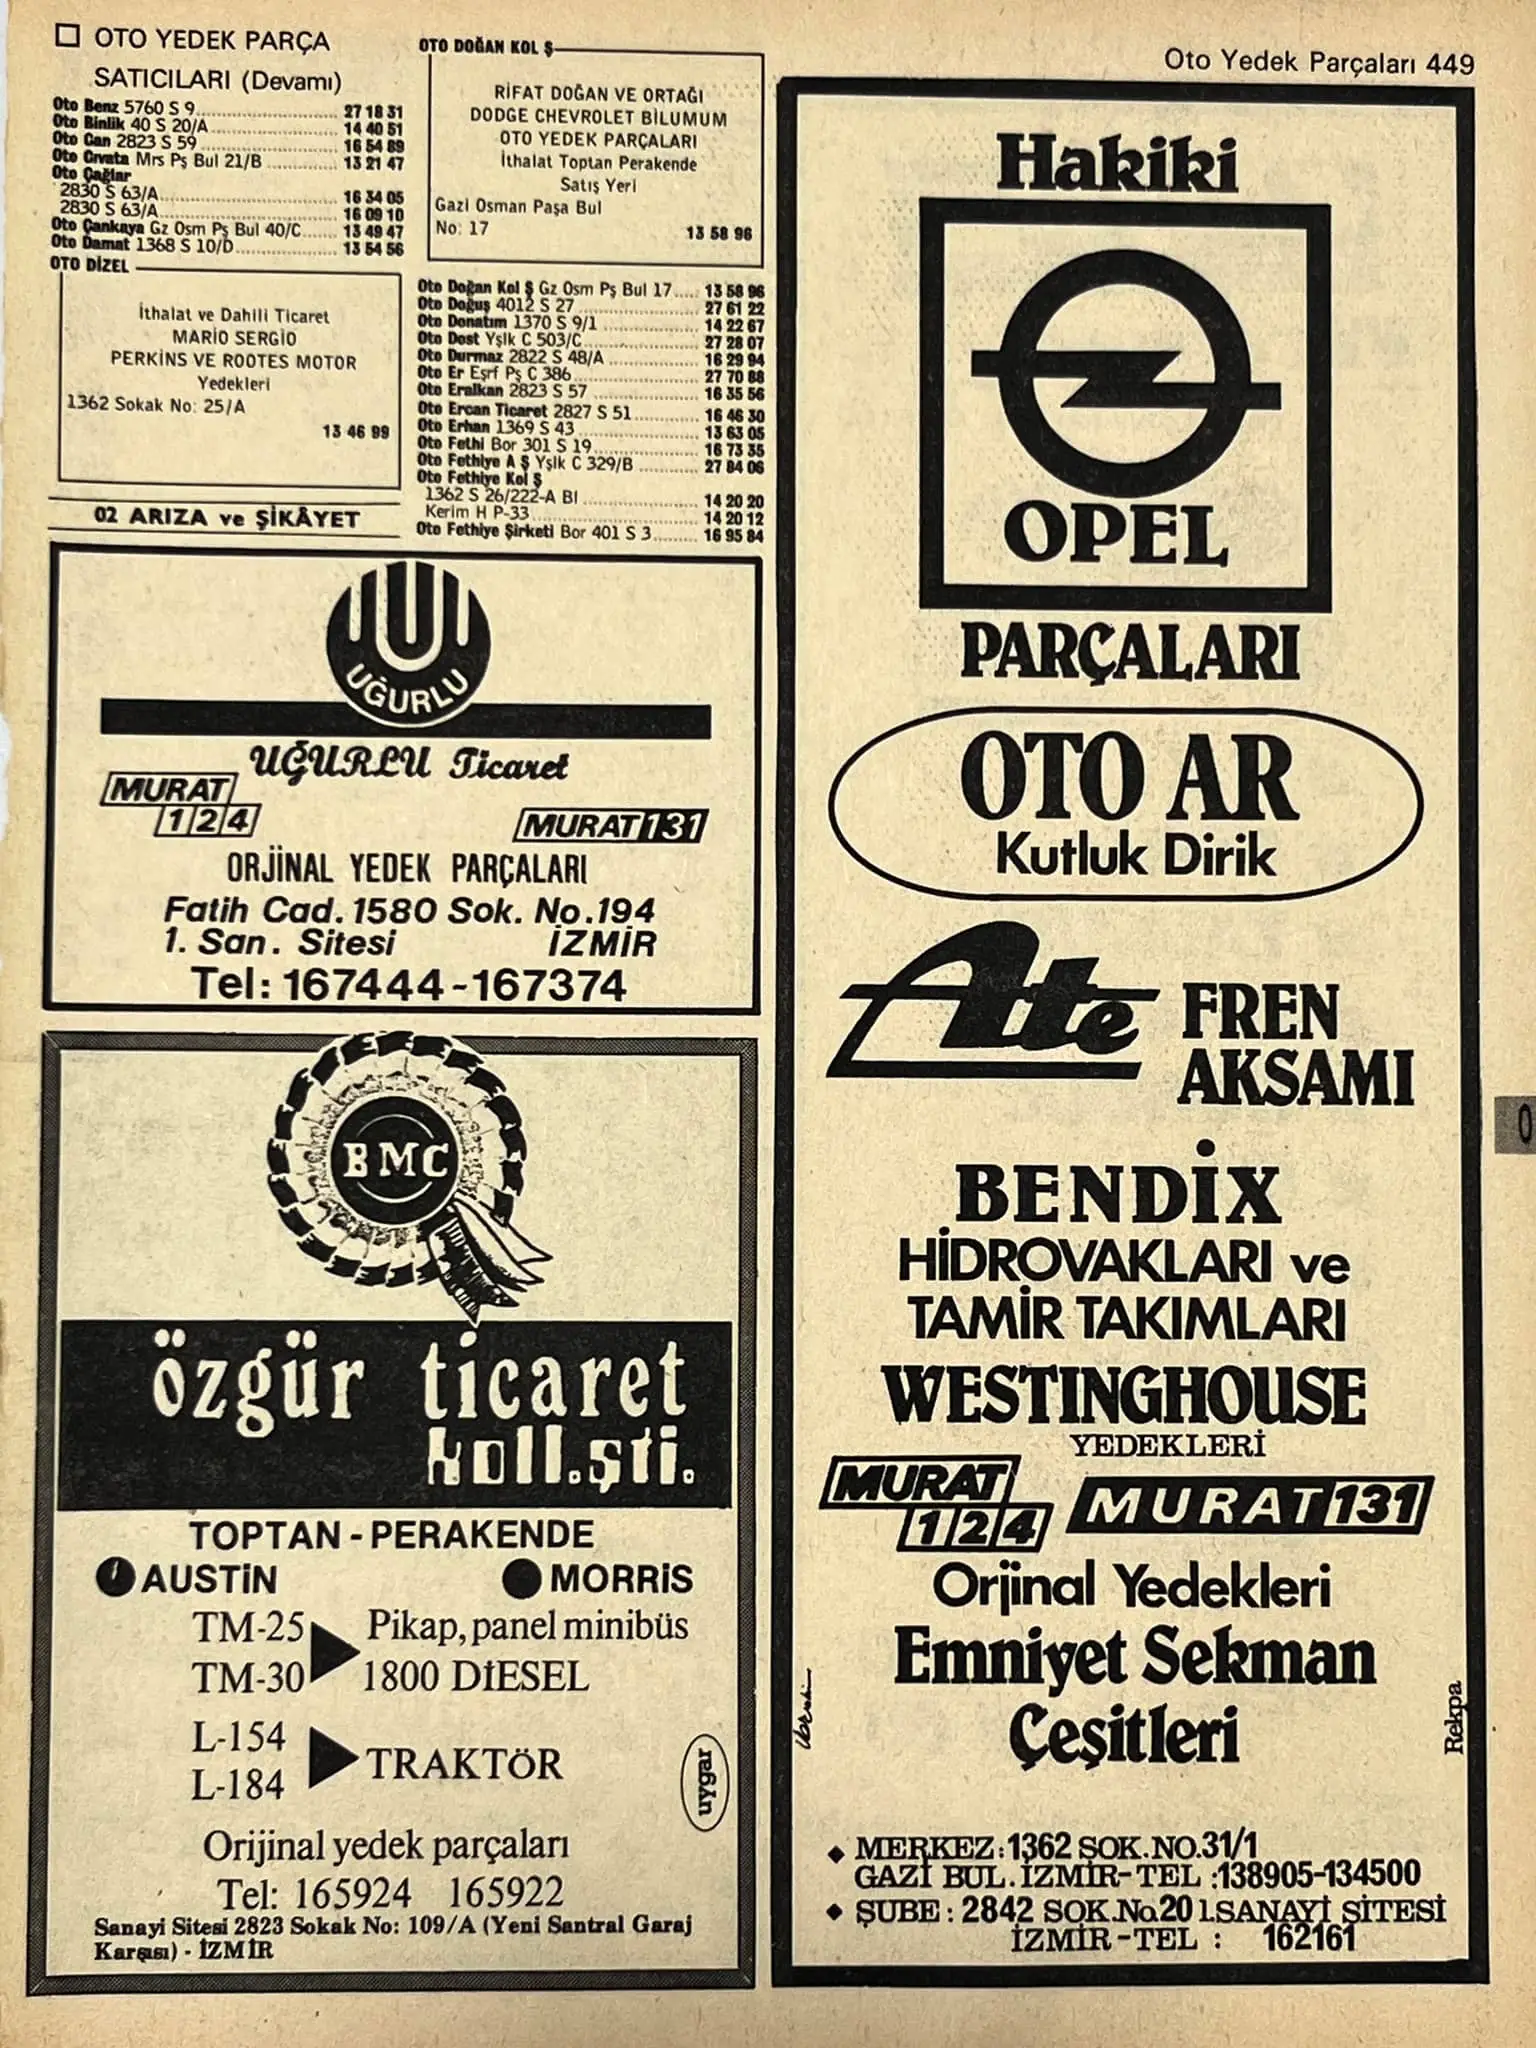 □ OTO YEDEK PARÇA
SATICILARI (Devamı)
Oto Benz 5760 S 9 27 18 31
Oto Binlik 40 S 20/A 14 40 51
Oto Can 2823 S 59 16 54 89
Oto Cıvata Mrs Pş Bul 21/B 13 21 47
Oto Çağlar
2830 S 63/A 16 34 05
2830 S 63/A 16 09 10
Oto Çankaya Gz Osm Pş Bul 40/C 13 49 47
Oto Damat 1368 S 10/D 13 54 56
OTO DİZEL
İthalat ve Dahili Ticaret
MARİO SERGİO
PERKİNS VE ROOTES MOTOR
Yedekleri
1362 Sokak No: 25/A
13 46 99
02 ARIZA ve ŞİKÂYET
OTO DOĞAN KOL Ş
RİFAT DOĞAN VE ORTAĞI
DODGE CHEVROLET BİLUMUM
OTO YEDEK PARÇALARI
İthalat Toptan Perakende
Satış Yeri
Gazi Osman Paşa Bul
No: 17 13 58 96
Oto Doğan Kol Ş Gz Osm Pş Bul 17 13 58 96
Oto Doğuş 4012 S 27 27 61 22
Oto Donatım 1370 S 9/1 14 22 67
Oto Dost Yşlk C 503/C 27 28 07
Oto Durmaz 2822 S 48/A 16 29 94
Oto Er Eşrf Pş C 386 27 70 88
Oto Eralkan 2823 S 57 16 35 56
Oto Ercan Ticaret 2827 S 51 16 46 30
Oto Erhan 1369 S 43 13 63 05
Oto Fethi Bor 301 S 19 16 73 35
Oto Fethiye A Ş Yşlk C 329/B 27 84 06
Oto Fethiye Kol Ş
1362 S 26/222-A Bl 14 20 20
Kerim H P-33 14 20 12
Oto Fethiye Şirketi Bor 401 S 3 16 95 84
UĞURLU
UĞURLU Ticaret
MURAT
124
MURAT 131
ORJİNAL YEDEK PARÇALARI
Fatih Cad. 1580 Sok. No.194
1. San. Sitesi İZMİR
Tel: 167444-167374
BMC
özgür ticaret
koll.şti.
TOPTAN - PERAKENDE
AUSTİN MORRİS
TM-25 Pikap, panel minibüs
TM-30 1800 DİESEL
L-154
TRAKTÖR
L-184
uygar
Orijinal yedek parçaları
Tel: 165924 165922
Sanayi Sitesi 2823 Sokak No: 109/A (Yeni Santral Garaj
Karşısı) - İZMİR
Oto Yedek Parçaları 449
Hakiki
OPEL
PARÇALARI
OTO AR
Kutluk Dirik
Ate FREN
AKSAMI
BENDİX
HİDROVAKLARI ve
TAMİR TAKIMLARI
WESTINGHOUSE
YEDEKLERİ
MURAT
124
MURAT 131
Orjinal Yedekleri
Emniyet Sekman
Çeşitleri
Rekpa
♦ MERKEZ: 1362 SOK. NO.31/1
GAZİ BUL. İZMİR-TEL :138905-134500
♦ ŞUBE : 2842 SOK.No.20 1.SANAYİ SİTESİ
İZMİR-TEL : 162161
O